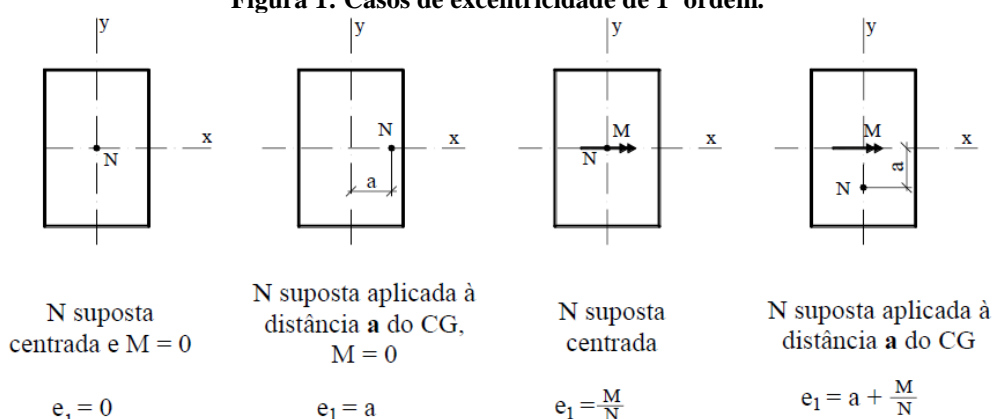 Figura 1: Casos de excentricidade de 1ª ordem.
y
x
N
y
N
x
a
y
M
x
N
y
M
x
a
N
N suposta
centrada e M = 0
e₁ = 0
N suposta aplicada à
distância a do CG,
M = 0
e₁ = a
N suposta
centrada
e₁ = M/N
N suposta aplicada à
distância a do CG
e₁ = a + M/N